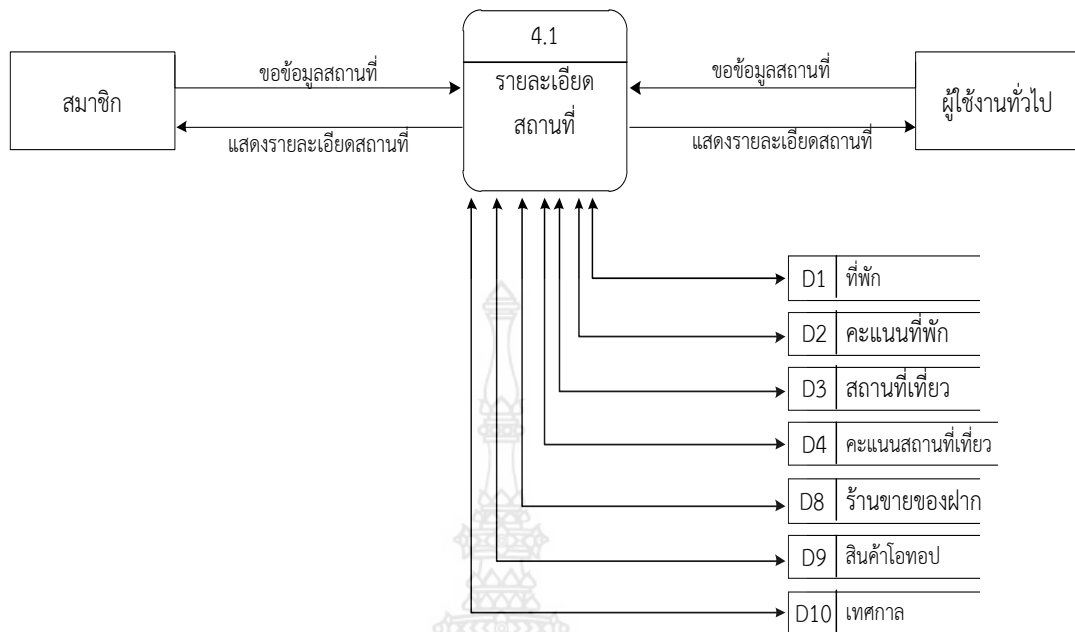 4.1
ขอข้อมูลสถานที่
ขอข้อมูลสถานที่
สมาชิก
รายละเอียด
สถานที่
ผู้ใช้งานทั่วไป
แสดงรายละเอียดสถานที่
แสดงรายละเอียดสถานที่
D1 ที่พัก
D2 คะแนนที่พัก
D3 สถานที่เที่ยว
D4 คะแนนสถานที่เที่ยว
D8 ร้านขายของฝาก
D9 สินค้าโอทอป
D10 เทศกาล